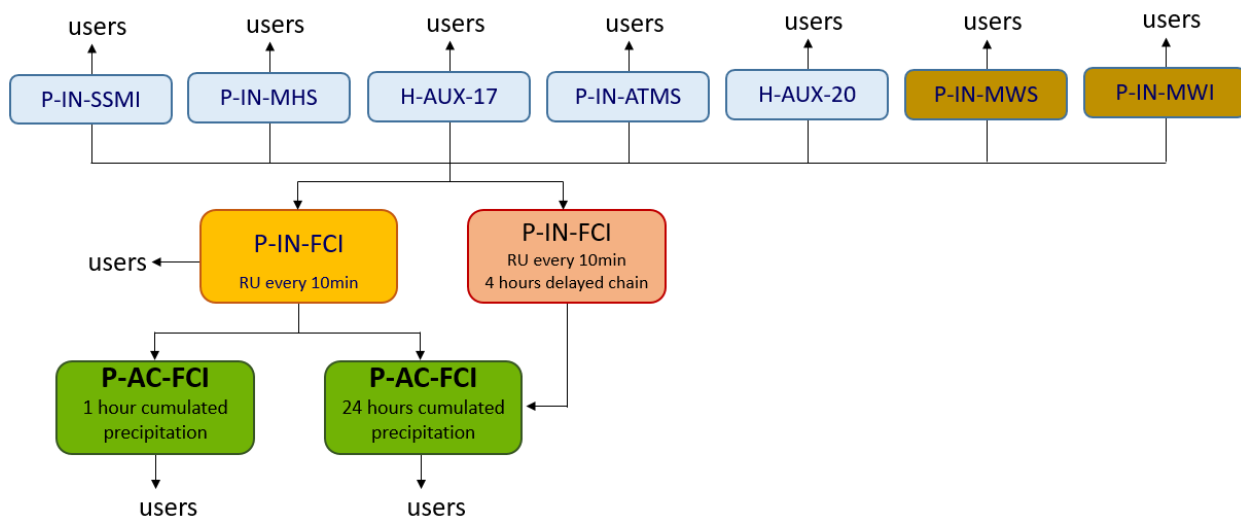 users users users users users users users
P-IN-SSMI P-IN-MHS H-AUX-17 P-IN-ATMS H-AUX-20 P-IN-MWS P-IN-MWI
P-IN-FCI
RU every 10min
users
P-IN-FCI
RU every 10min
4 hours delayed chain
P-AC-FCI
1 hour cumulated
precipitation
P-AC-FCI
24 hours cumulated
precipitation
users users